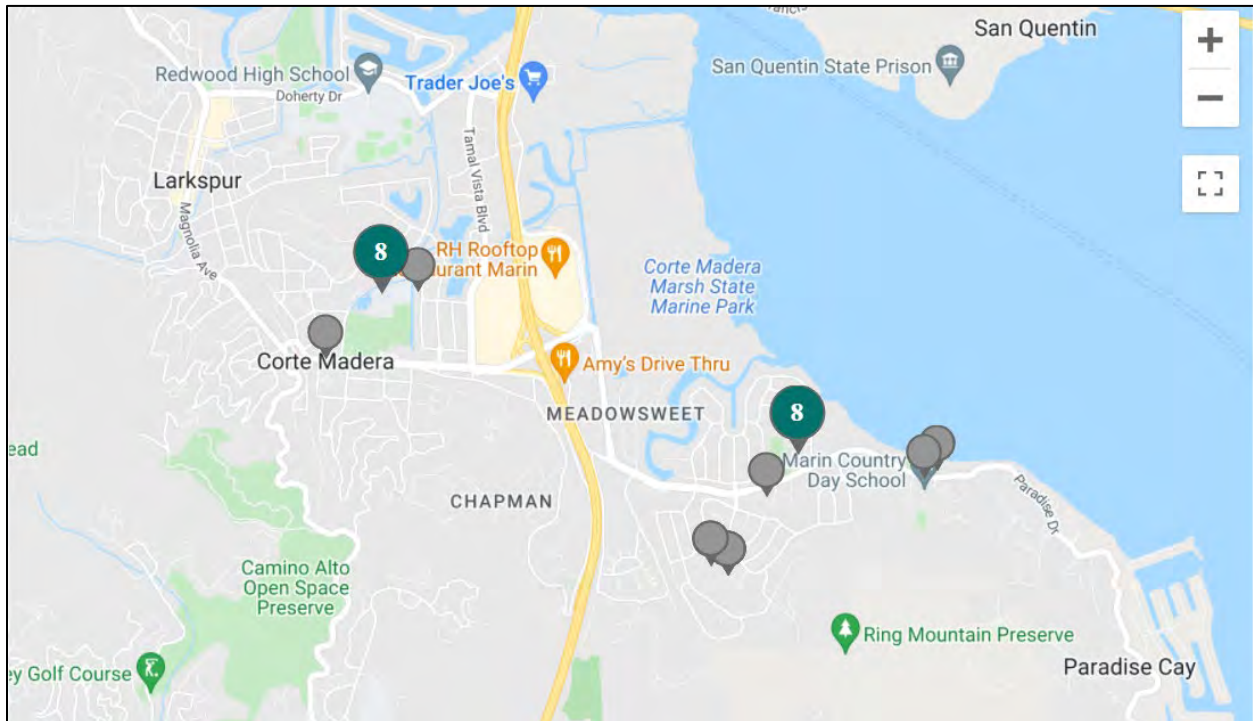 San Quentin
San Quentin State Prison
Redwood High School
Doherty Dr
Trader Joe's
Tamal Vista Blvd
Larkspur
Magnolia Ave
8
RH Rooftop
urant Marin
Corte Madera
Marsh State
Marine Park
Corte Madera
Amy's Drive Thru
MEADOWSWEET
8
ead
Marin Country
Day School
Paradise Dr
CHAPMAN
Camino Alto
Open Space
Preserve
Ring Mountain Preserve
ey Golf Course
Paradise Cay